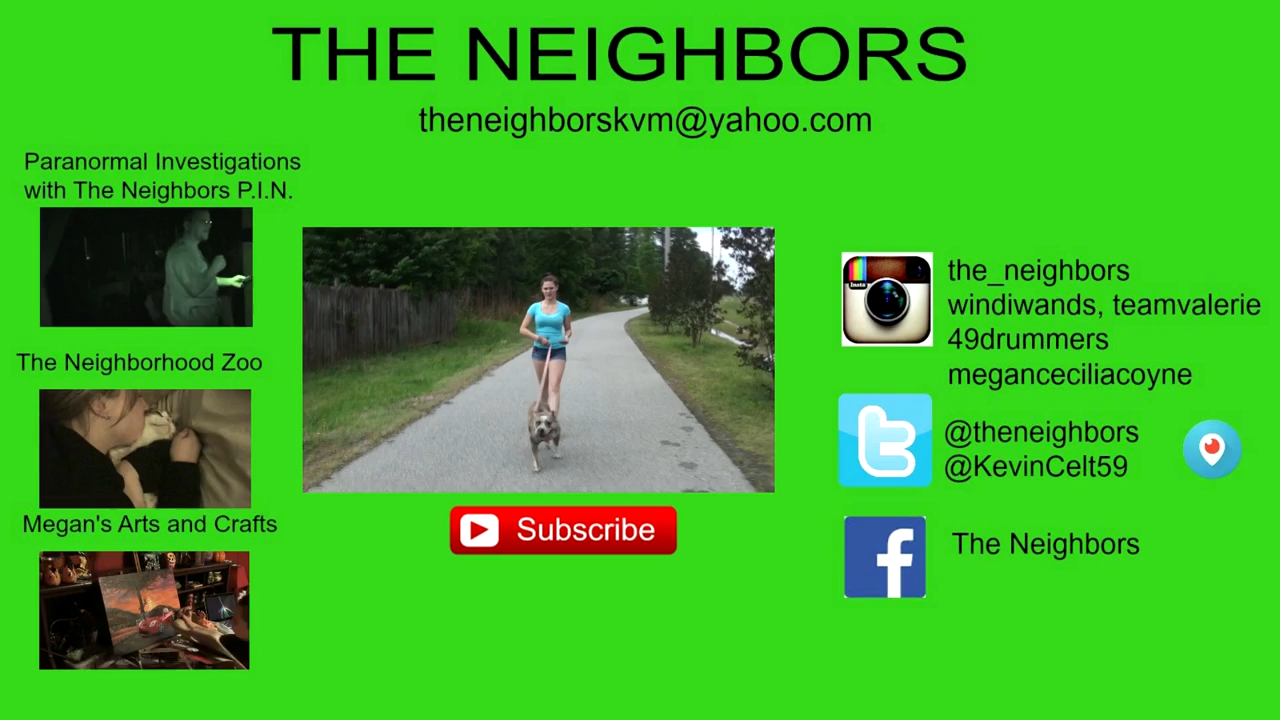 THE NEIGHBORS
theneighborskvm@yahoo.com
Paranormal Investigations
with The Neighbors P.I.N.
The Neighborhood Zoo
Megan's Arts and Crafts
Subscribe
Insta
the_neighbors
windiwands, teamvalerie
49drummers
meganceciliacoyne
@theneighbors
@KevinCelt59
The Neighbors